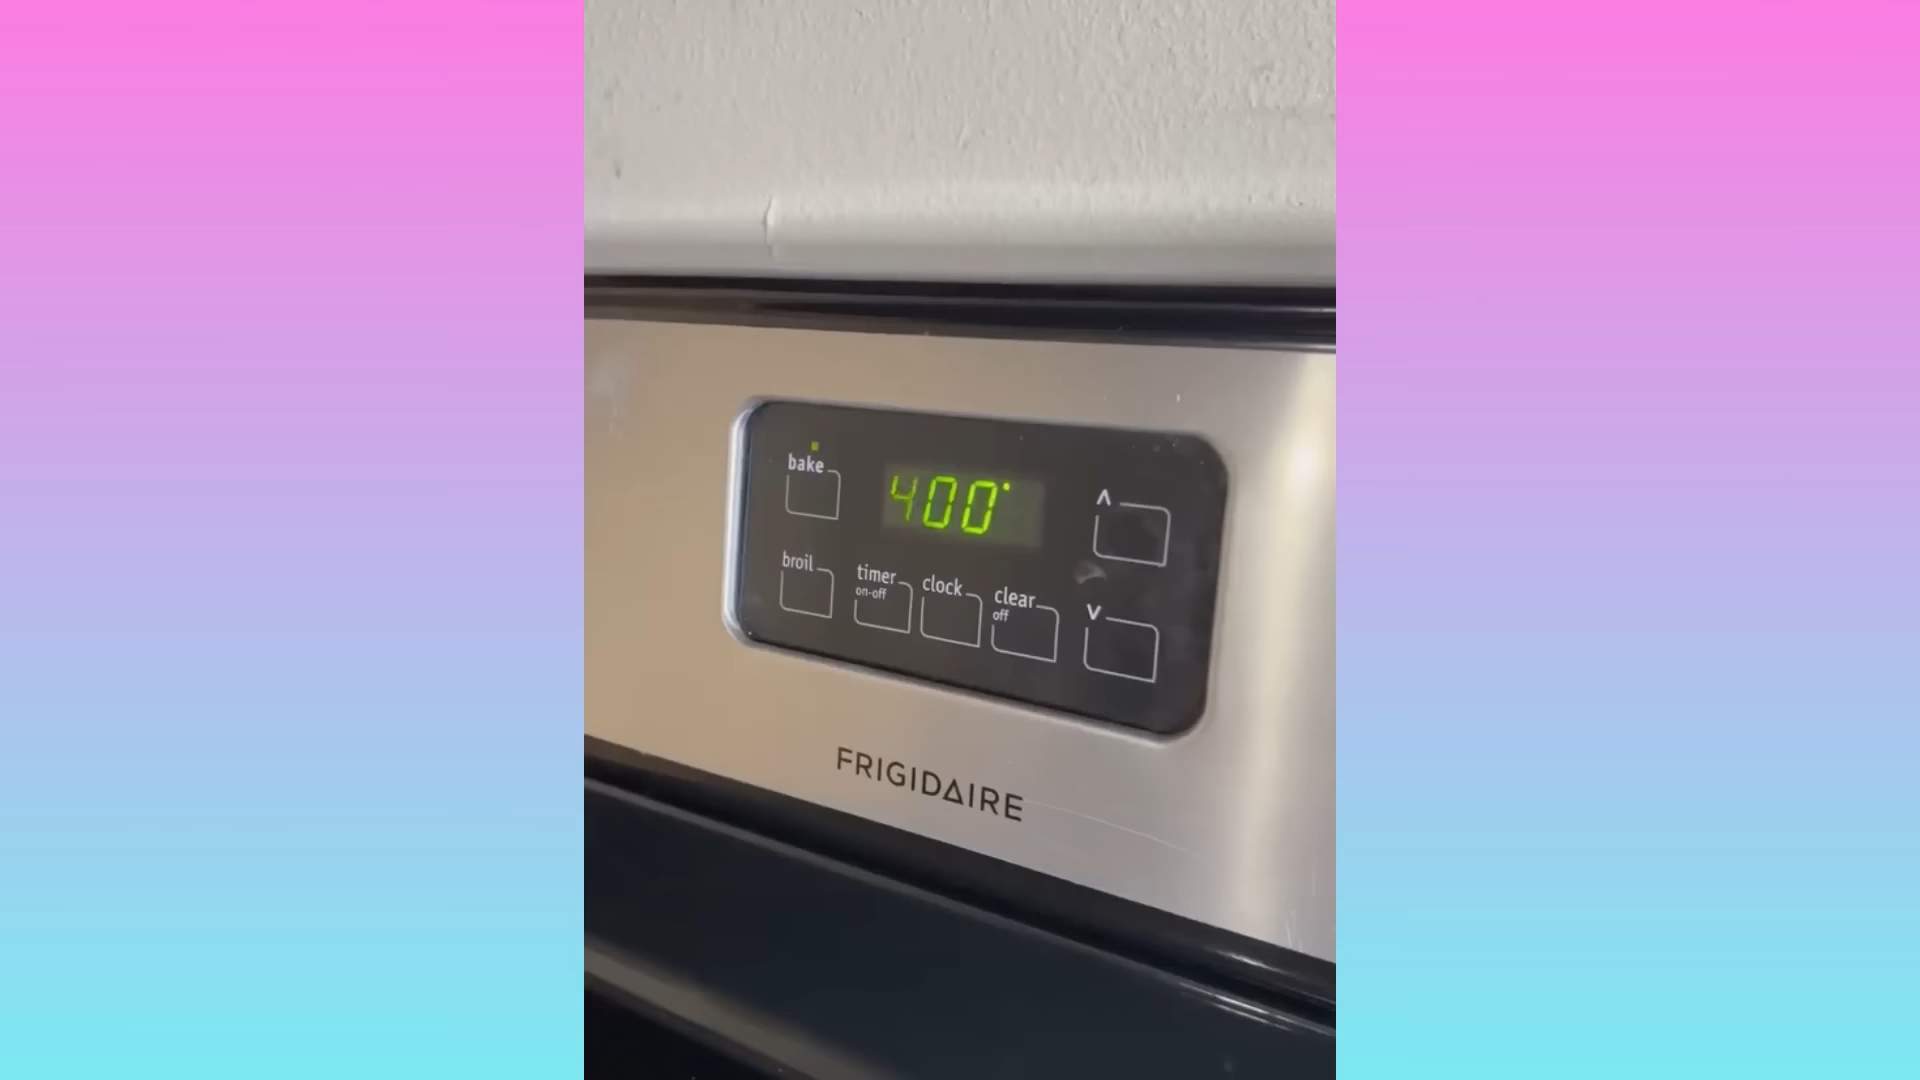 bake
400°
^
broil
timer
on-off
clock
clear
off
v
FRIGIDAIRE